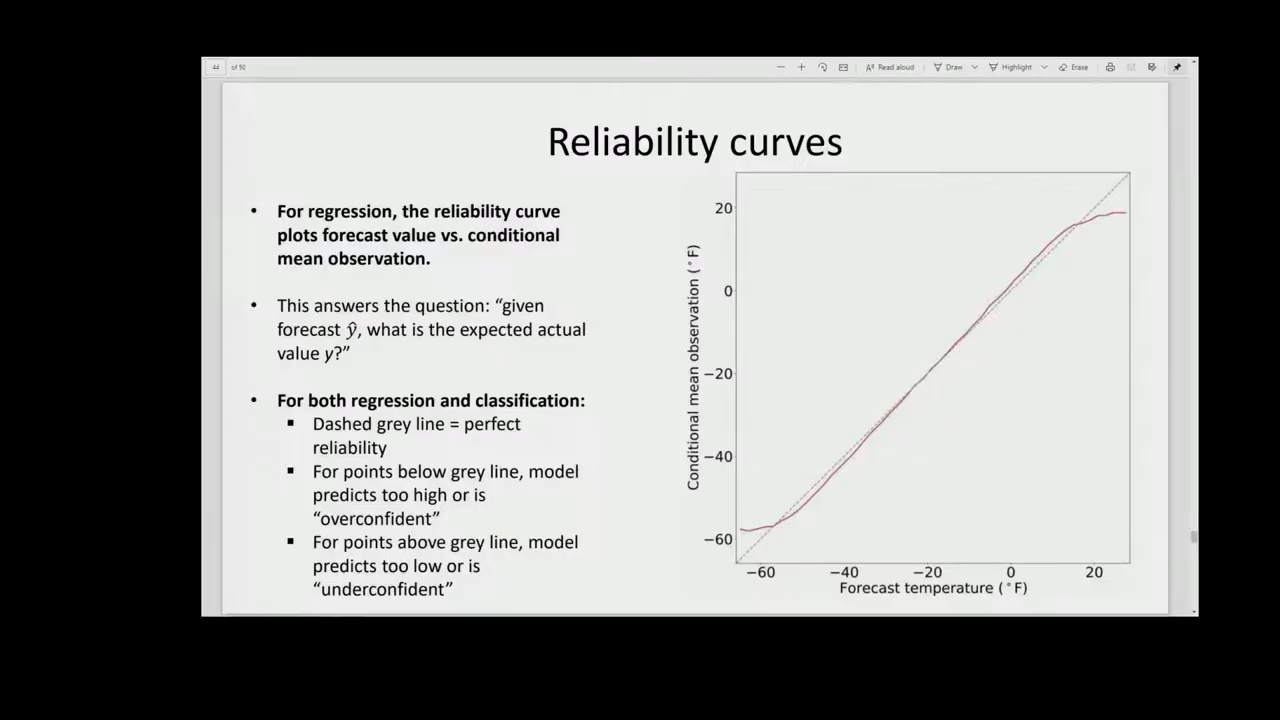 44 of 50
Read aloud
Draw
Highlight
Erase
Reliability curves
• For regression, the reliability curve
plots forecast value vs. conditional
mean observation.
• This answers the question: “given
forecast ŷ, what is the expected actual
value y?”
• For both regression and classification:
▪ Dashed grey line = perfect
reliability
▪ For points below grey line, model
predicts too high or is
“overconfident”
▪ For points above grey line, model
predicts too low or is
“underconfident”
Conditional mean observation (°F)
20
0
−20
−40
−60
−60 −40 −20 0 20
Forecast temperature (°F)